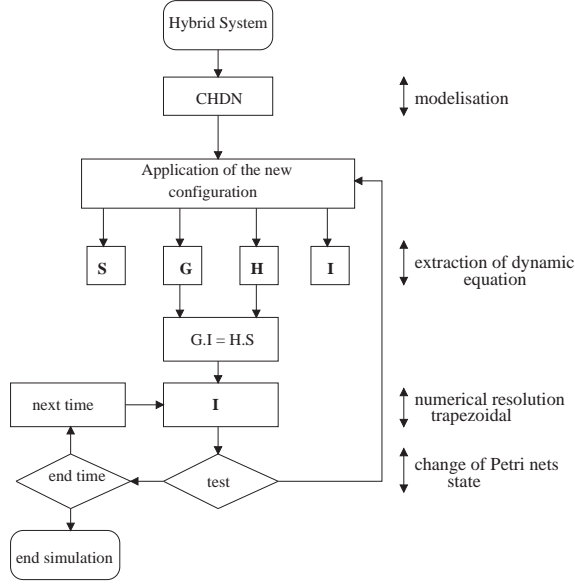 Hybrid System
CHDN
modelisation
Application of the new
configuration
S
G
H
I
extraction of dynamic
equation
G.I = H.S
next time
I
numerical resolution
trapezoidal
end time
test
change of Petri nets
state
end simulation